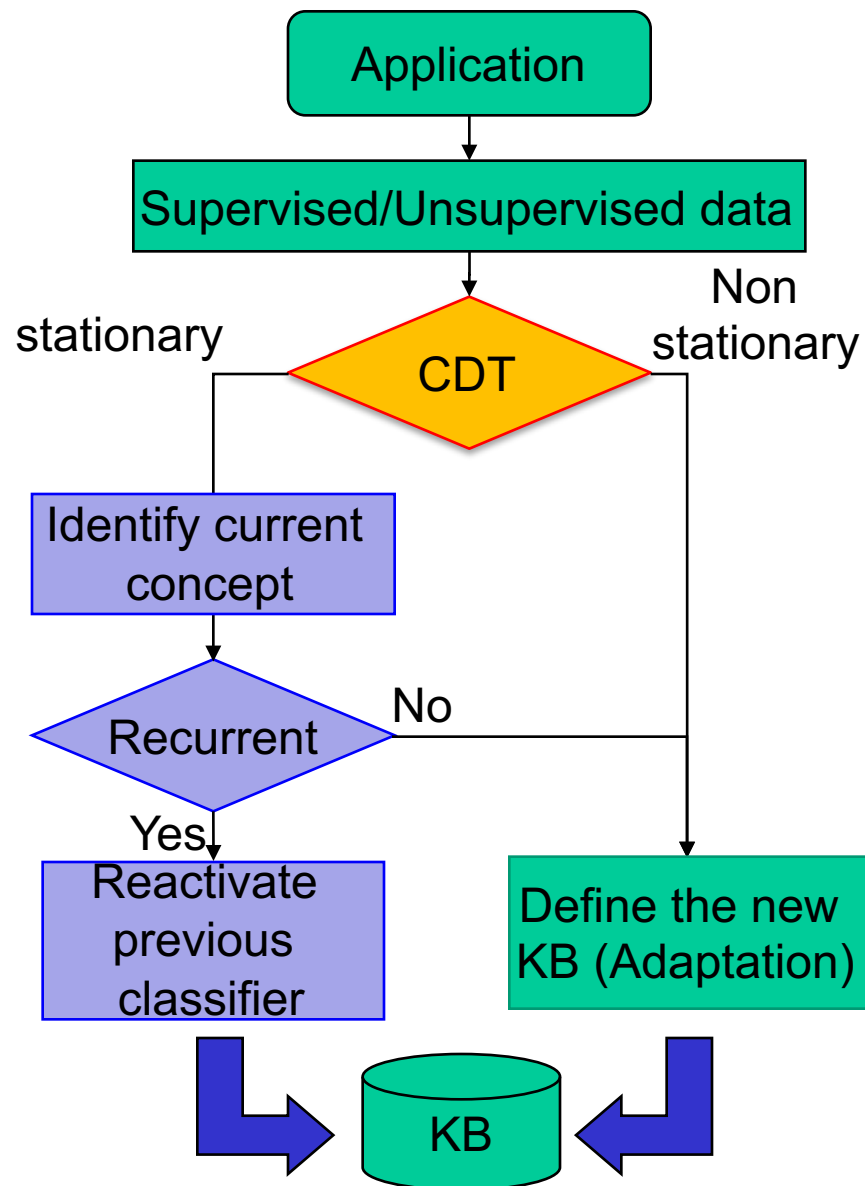 Application
Supervised/Unsupervised data
Non
stationary
stationary
CDT
Identify current
concept
No
Recurrent
Yes
Reactivate
previous
classifier
Define the new
KB (Adaptation)
KB